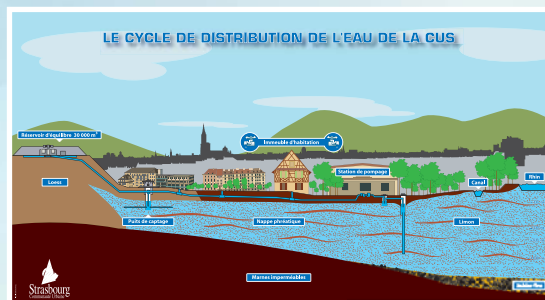 LE CYCLE DE DISTRIBUTION DE L'EAU DE LA CUS
Réservoir d'équilibre 30 000 m³
Immeuble d'habitation
Station de pompage
Loess
Canal
Rhin
Puits de captage
Nappe phréatique
Limon
Marnes imperméables
Strasbourg
Communauté Urbaine